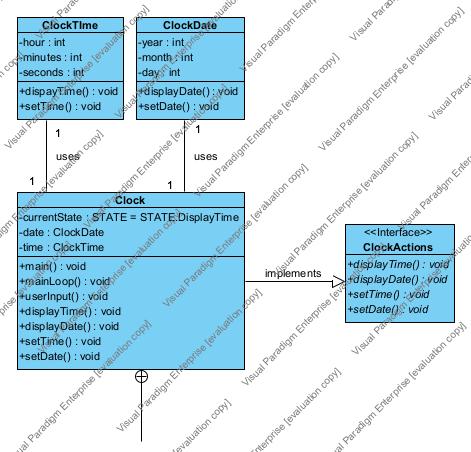 ClockTIme
-hour : int
-minutes : int
-seconds : int
+dispayTime() : void
+setTime() : void
ClockDate
-year : int
-month : int
-day : int
+displayDate() : void
+setDate() : void
1
uses
1
1
uses
1
Clock
-currentState : STATE = STATE.DisplayTime
-date : ClockDate
-time : ClockTime
+main() : void
+mainLoop() : void
+userInput() : void
+displayTime() : void
+displayDate() : void
+setTime() : void
+setDate() : void
implements
<<Interface>>
ClockActions
+displayTime() : void
+displayDate() : void
+setTime() : void
+setDate() : void
Visual Paradigm Enterprise [evaluation copy]